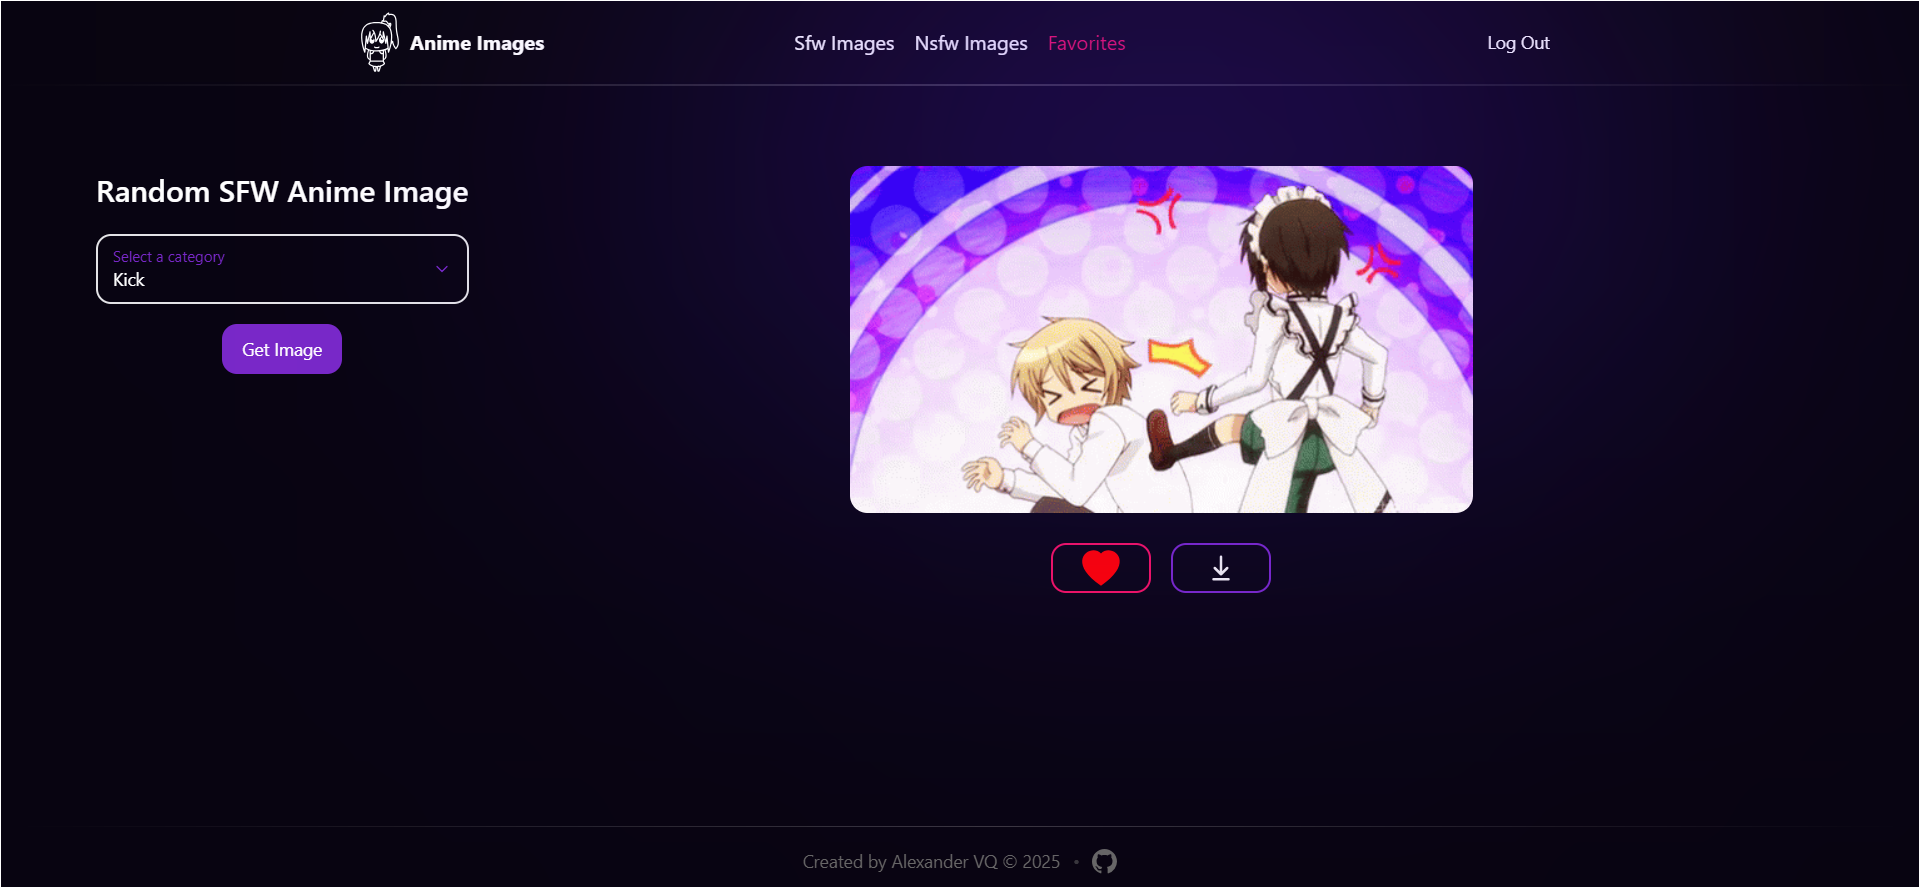 Anime Images
Sfw Images
Nsfw Images
Favorites
Log Out
Random SFW Anime Image
Select a category
Kick
Get Image
Created by Alexander VQ © 2025 •